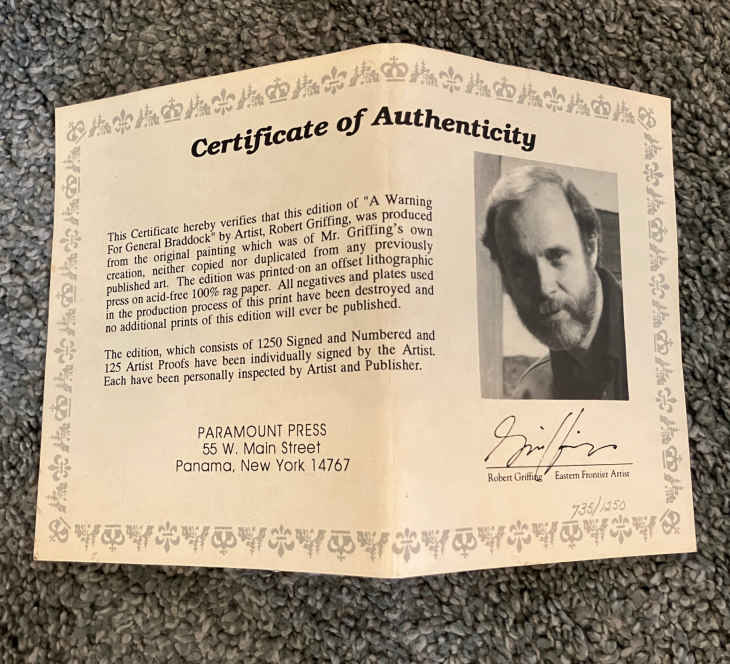 Certificate of Authenticity
This Certificate hereby verifies that this edition of "A Warning
For General Braddock" by Artist, Robert Griffing, was produced
from the original painting which was of Mr. Griffing's own
creation, neither copied nor duplicated from any previously
published art. The edition was printed on an offset lithographic
press on acid-free 100% rag paper. All negatives and plates used
in the production process of this print have been destroyed and
no additional prints of this edition will ever be published.
The edition, which consists of 1250 Signed and Numbered and
125 Artist Proofs have been individually signed by the Artist.
Each have been personally inspected by Artist and Publisher.
PARAMOUNT PRESS
55 W. Main Street
Panama, New York 14767
Griffing
Robert Griffing Eastern Frontier Artist
735/1250